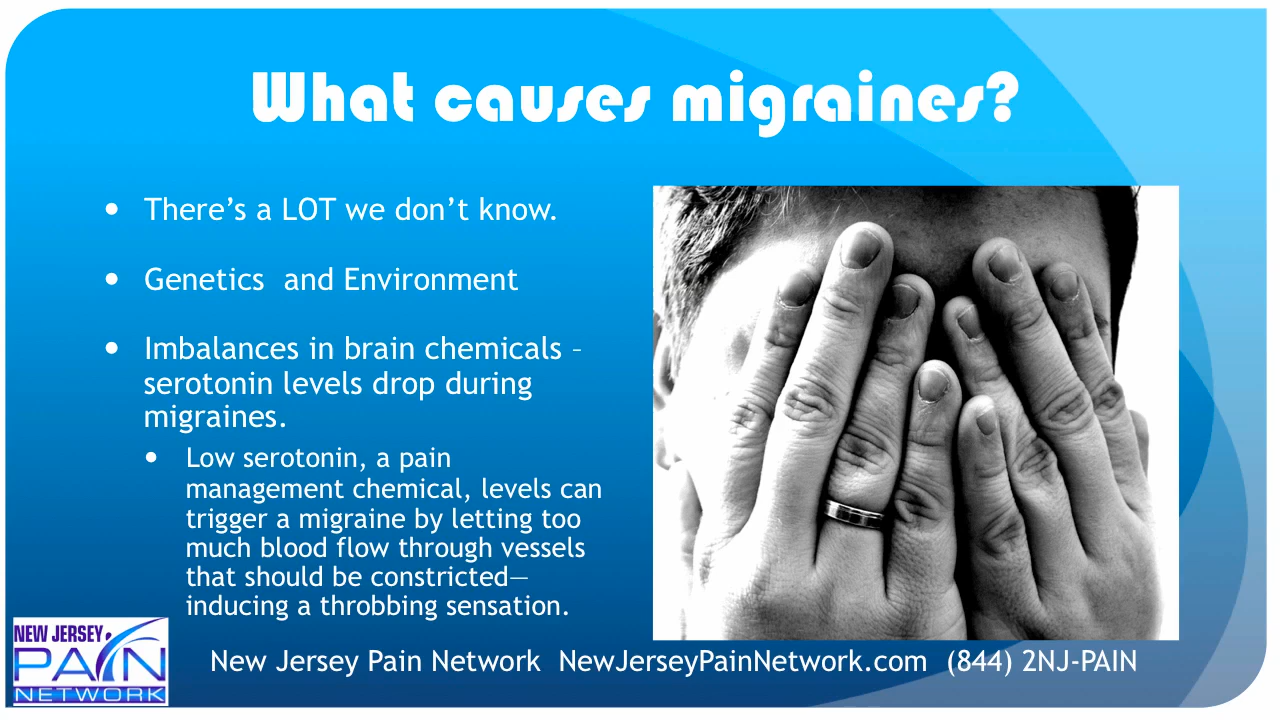 What causes migraines?
There’s a LOT we don’t know.
Genetics  and Environment
Imbalances in brain chemicals –
serotonin levels drop during
migraines.
Low serotonin, a pain
management chemical, levels can
trigger a migraine by letting too
much blood flow through vessels
that should be constricted—
inducing a throbbing sensation.
NEW JERSEY
PAIN
NETWORK
New Jersey Pain Network  NewJerseyPainNetwork.com  (844) 2NJ-PAIN